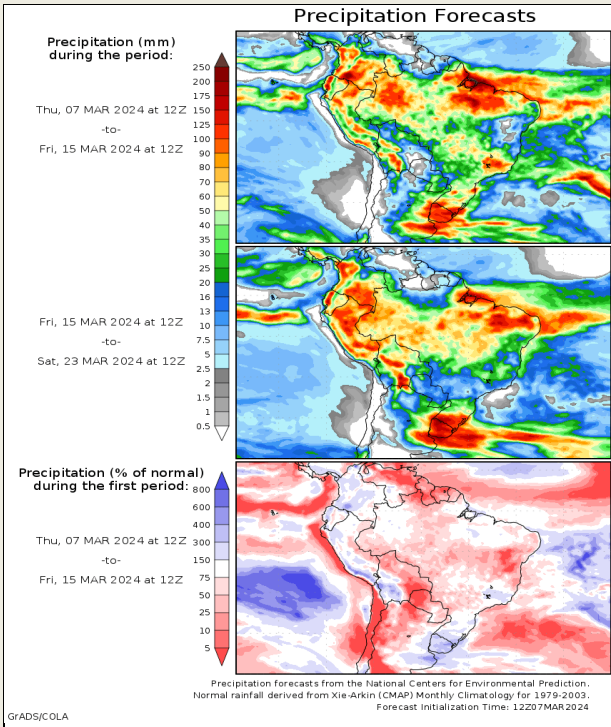 Precipitation Forecasts
Precipitation (mm)
during the period:
250
200
175
150
125
100
90
80
70
60
50
40
35
30
25
20
16
13
10
7.5
5
2.5
2
1.5
1
0.5
Thu, 07 MAR 2024 at 12Z
-to-
Fri, 15 MAR 2024 at 12Z
Fri, 15 MAR 2024 at 12Z
-to-
Sat, 23 MAR 2024 at 12Z
Precipitation (% of normal)
during the first period:
800
600
400
300
150
75
50
25
10
5
Thu, 07 MAR 2024 at 12Z
-to-
Fri, 15 MAR 2024 at 12Z
Precipitation forecasts from the National Centers for Environmental Prediction.
Normal rainfall derived from Xie-Arkin (CMAP) Monthly Climatology for 1979-2003.
Forecast Initialization Time: 12Z07MAR2024
GrADS/COLA